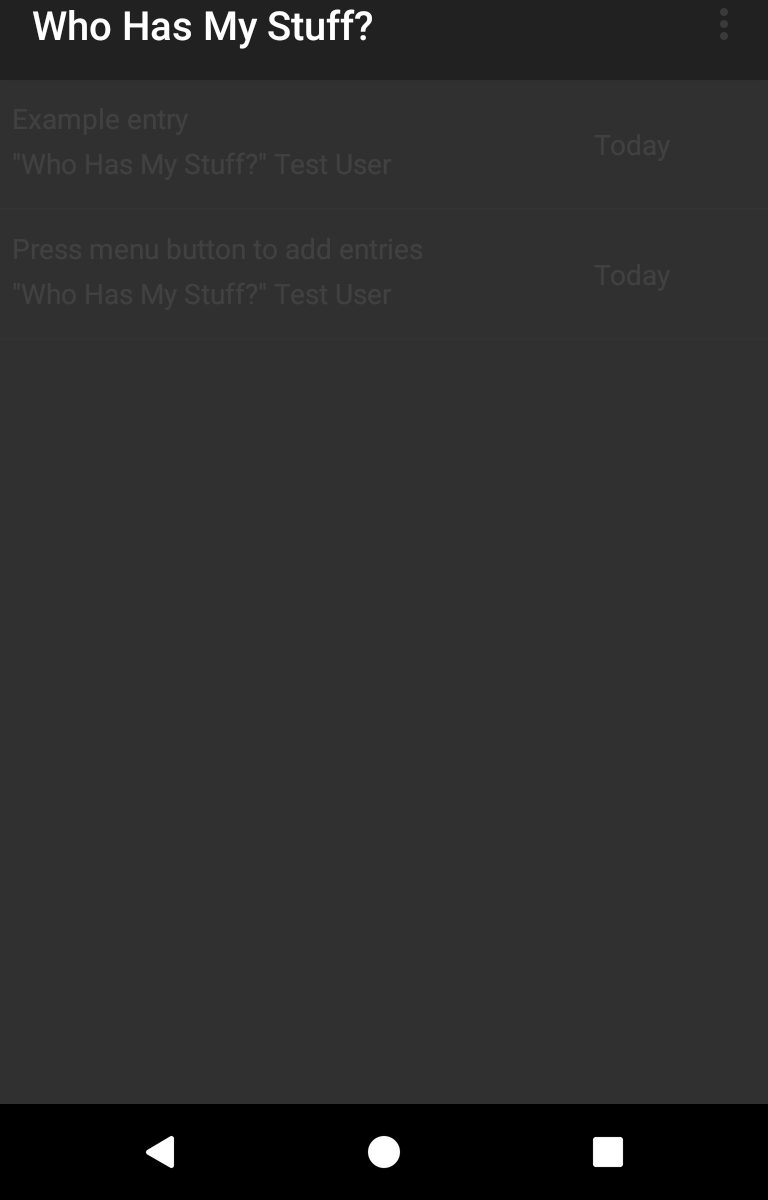 Who Has My Stuff?
Example entry
"Who Has My Stuff?" Test User
Today
Press menu button to add entries
"Who Has My Stuff?" Test User
Today